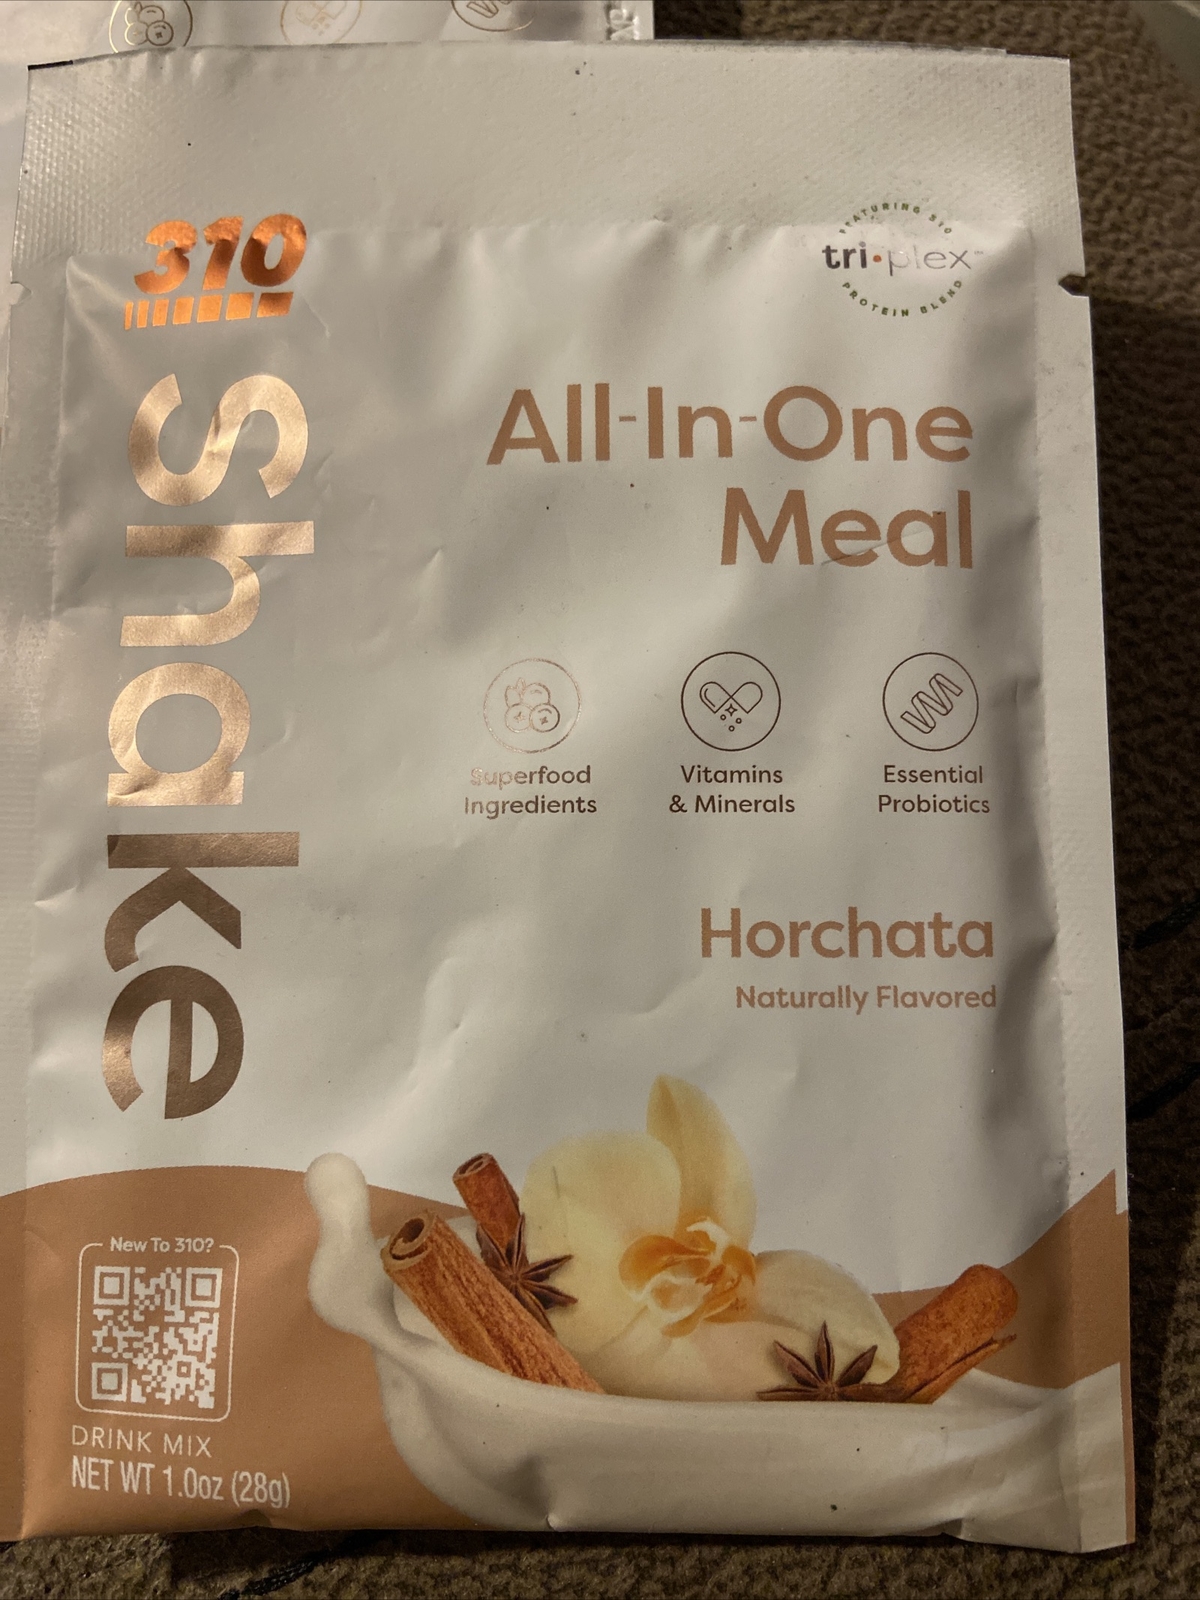 310
Shake
FEATURING 310
tri•plex™
PROTEIN BLEND
All-In-One
Meal
Superfood
Ingredients
Vitamins
& Minerals
Essential
Probiotics
Horchata
Naturally Flavored
New To 310?
DRINK MIX
NET WT 1.0oz (28g)